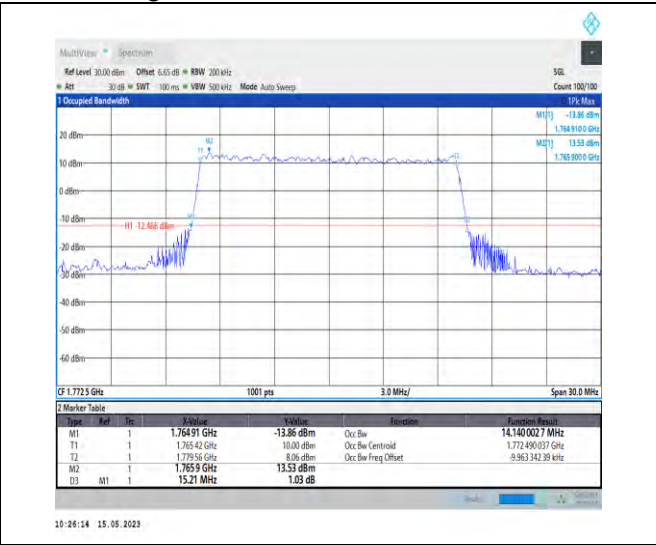 MultiView Spectrum
Ref Level 30.00 dBm Offset 6.65 dB RBW 200 kHz SGL
Att 30 dB SWT 100 ms VBW 500 kHz Mode Auto Sweep Count 100/100
1 Occupied Bandwidth 1Pk Max
M1[1] -13.86 dBm
1.764 910 0 GHz
M2[1] 13.53 dBm
1.765 900 0 GHz
20 dBm
M2
T1
T2
10 dBm
0 dBm
-10 dBm
M1
H1 -12.466 dBm
-20 dBm
-30 dBm
-40 dBm
-50 dBm
-60 dBm
CF 1.772 5 GHz 1001 pts 3.0 MHz/ Span 30.0 MHz
2 Marker Table
Type Ref Trc X-Value Y-Value Function Function Result
M1 1 1.764 91 GHz -13.86 dBm Occ Bw 14.140 002 7 MHz
T1 1 1.765 42 GHz 10.00 dBm Occ Bw Centroid 1.772 490 037 GHz
T2 1 1.779 56 GHz 8.06 dBm Occ Bw Freq Offset -9.963 342 39 kHz
M2 1 1.765 9 GHz 13.53 dBm
D3 M1 1 15.21 MHz 1.03 dB
10:26:14 15.05.2023